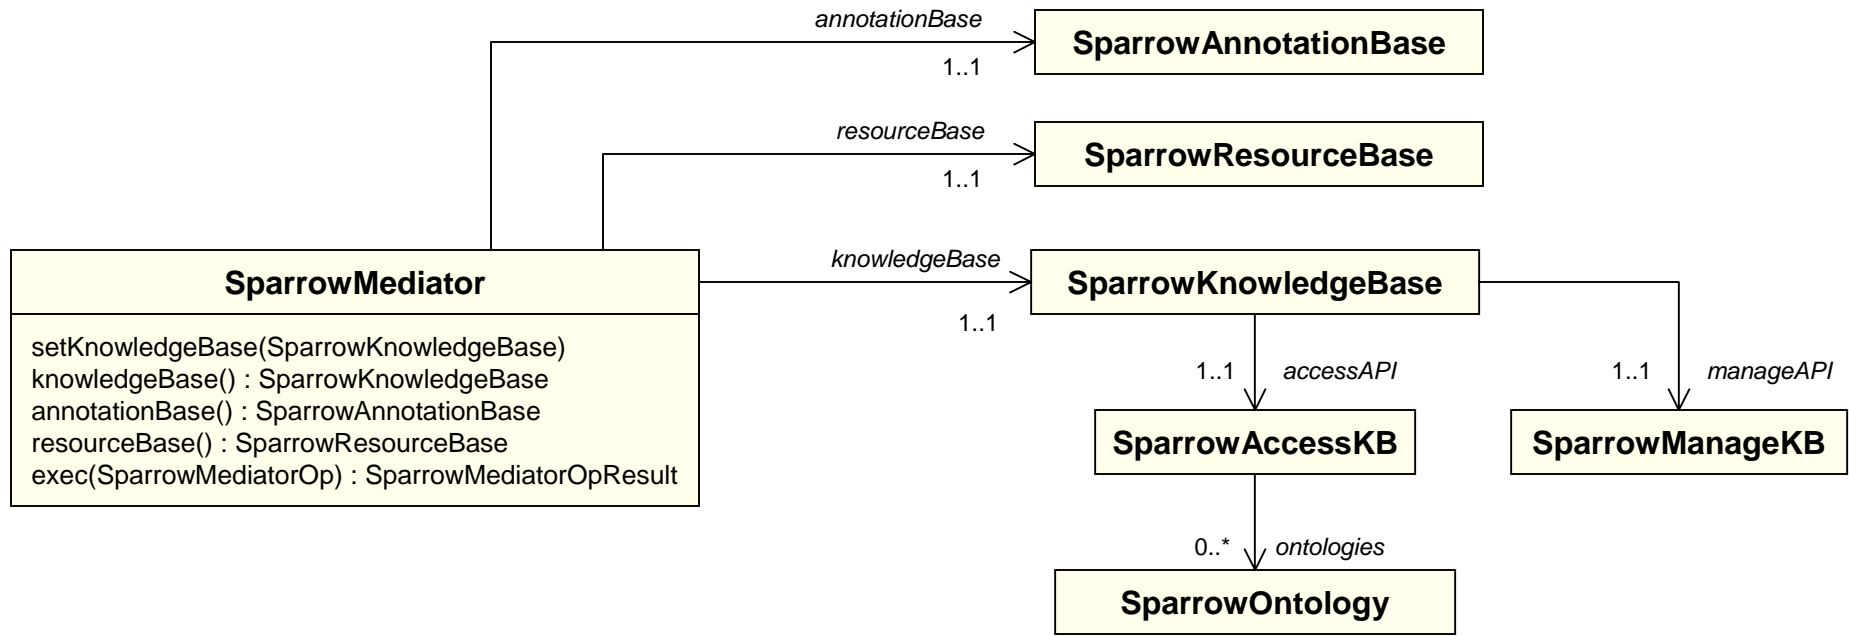 annotationBase
SparrowAnnotationBase
1..1
resourceBase
SparrowResourceBase
1..1
SparrowMediator
knowledgeBase
SparrowKnowledgeBase
1..1
setKnowledgeBase(SparrowKnowledgeBase)
knowledgeBase() : SparrowKnowledgeBase
annotationBase() : SparrowAnnotationBase
resourceBase() : SparrowResourceBase
exec(SparrowMediatorOp) : SparrowMediatorOpResult
1..1 accessAPI
1..1 manageAPI
SparrowAccessKB
SparrowManageKB
0..* ontologies
SparrowOntology